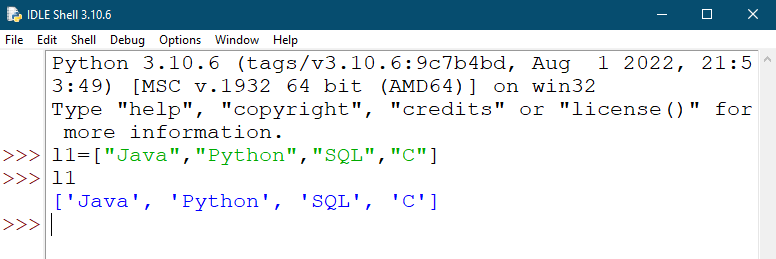 IDLE Shell 3.10.6
File Edit Shell Debug Options Window Help
Python 3.10.6 (tags/v3.10.6:9c7b4bd, Aug  1 2022, 21:5
3:49) [MSC v.1932 64 bit (AMD64)] on win32
Type "help", "copyright", "credits" or "license()" for
 more information.
>>> l1=["Java","Python","SQL","C"]
>>> l1
['Java', 'Python', 'SQL', 'C']
>>>